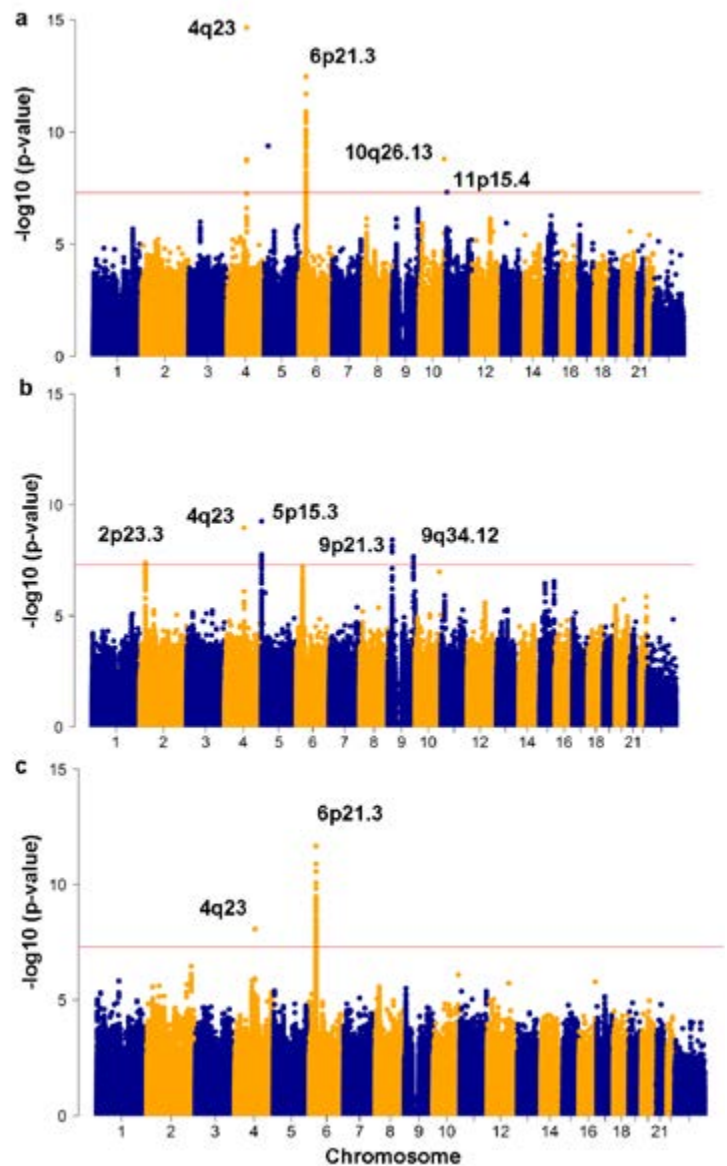 a
15
4q23
6p21.3
10
10q26.13
11p15.4
-log10 (p-value)
5
0
1 2 3 4 5 6 7 8 9 10 12 14 16 18 21
b
15
10
4q23
5p15.3
2p23.3
9p21.3
9q34.12
-log10 (p-value)
5
0
1 2 3 4 5 6 7 8 9 10 12 14 16 18 21
c
15
6p21.3
10
4q23
-log10 (p-value)
5
0
1 2 3 4 5 6 7 8 9 10 12 14 16 18 21
Chromosome